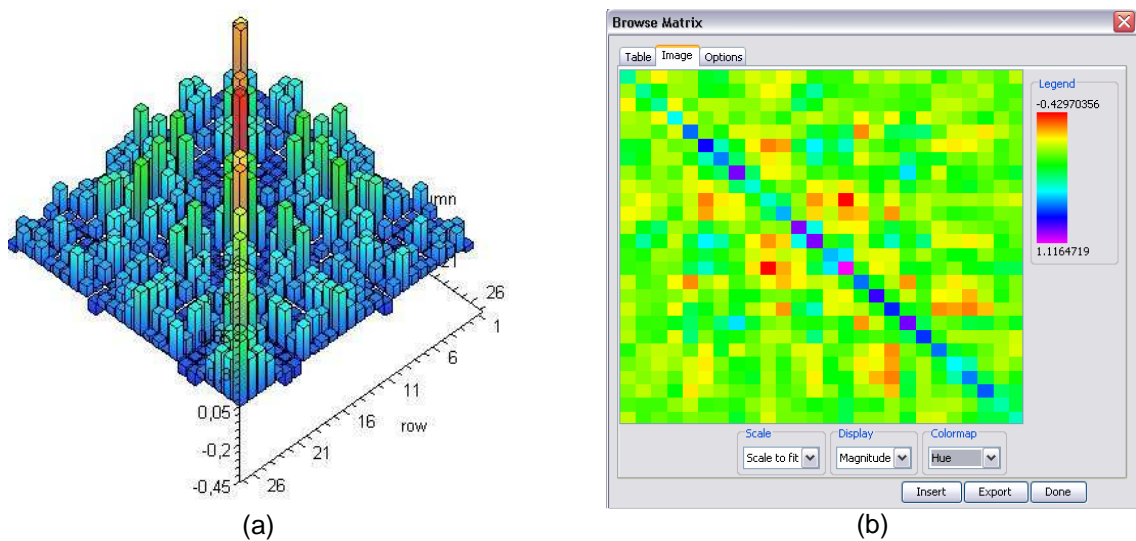 umn
21
26
1
6
11
16
row
21
26
0,05
-0,2
-0,45
(a)
Browse Matrix
Table Image Options
Legend
-0.42970356
1.1164719
Scale Display Colormap
Scale to fit Magnitude Hue
Insert Export Done
(b)